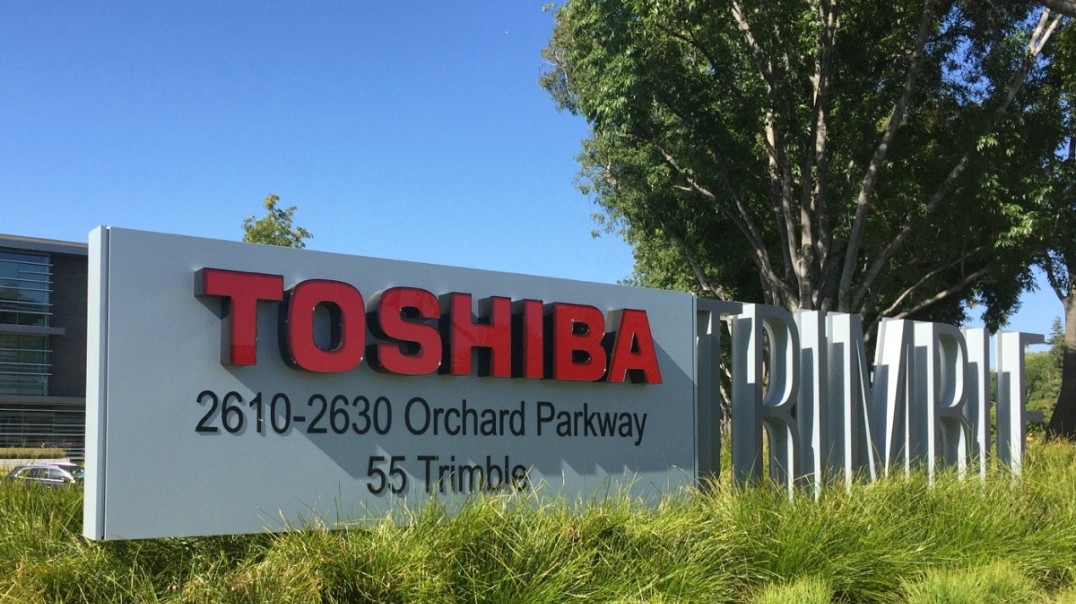 TOSHIBA
2610-2630 Orchard Parkway
55 Trimble
TRIMBLE